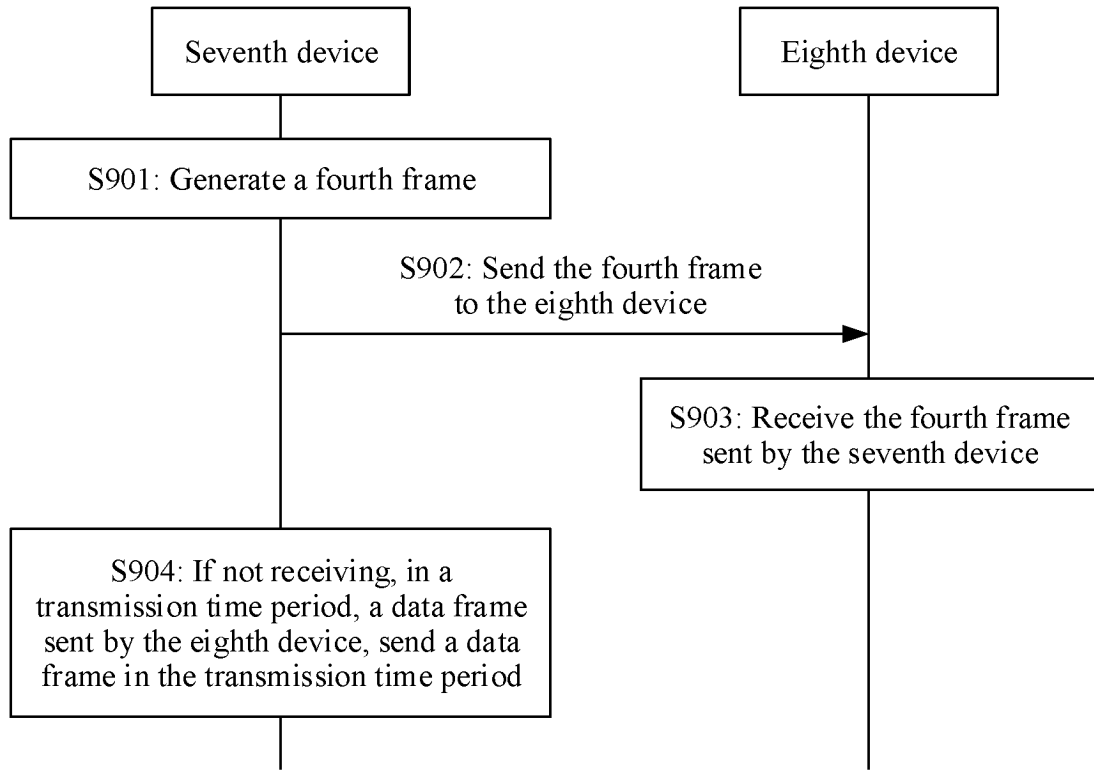 Seventh device
Eighth device
S901: Generate a fourth frame
S902: Send the fourth frame
to the eighth device
S903: Receive the fourth frame
sent by the seventh device
S904: If not receiving, in a
transmission time period, a data frame
sent by the eighth device, send a data
frame in the transmission time period